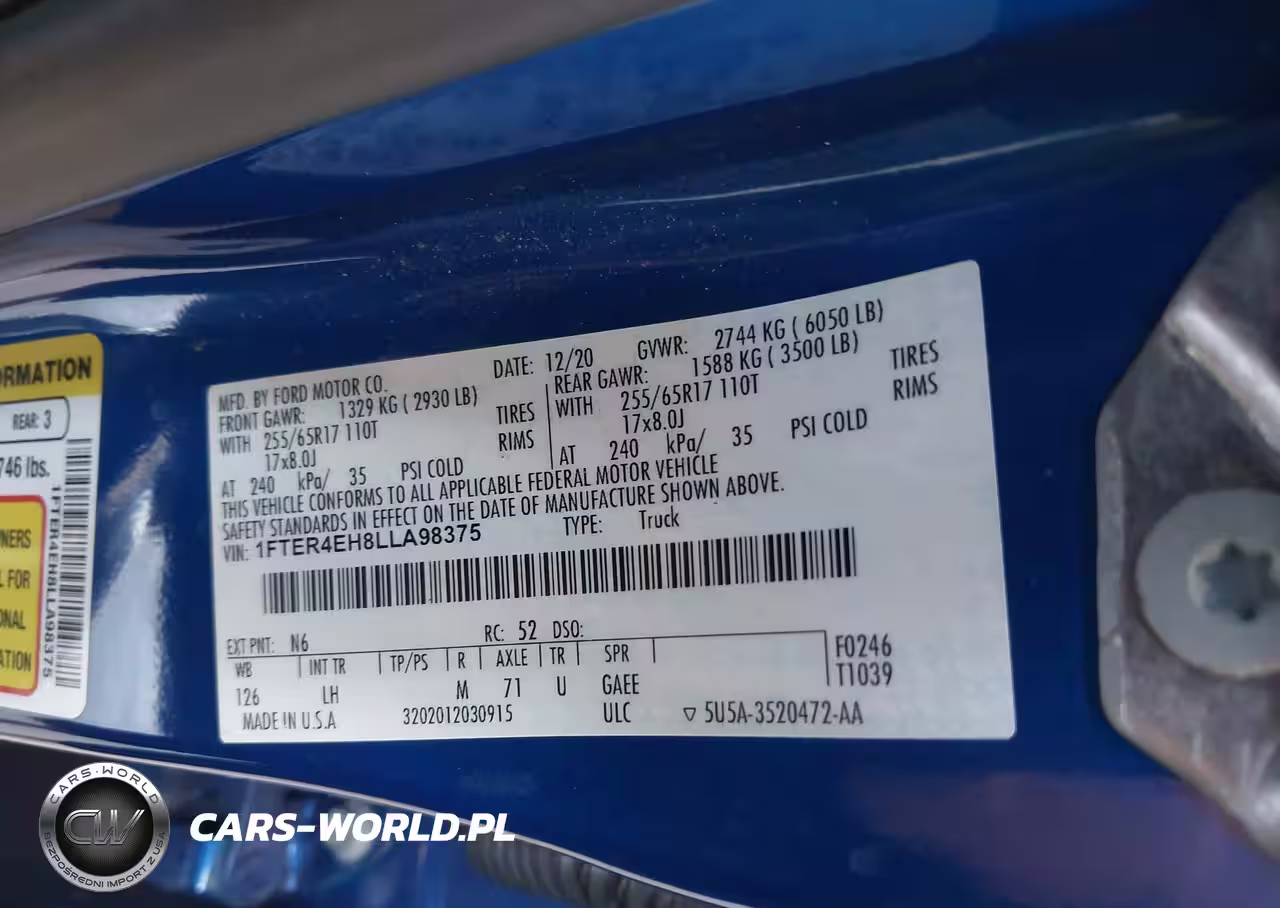 ORMATION
REAR: 3
746 lbs.
NERS
L FOR
ONAL
ATION
1FTER4EH8LLA98375
MFD. BY FORD MOTOR CO.
DATE: 12/20
GVWR: 2744 KG ( 6050 LB)
FRONT GAWR: 1329 KG ( 2930 LB)
REAR GAWR: 1588 KG ( 3500 LB)
WITH 255/65R17 110T TIRES
WITH 255/65R17 110T TIRES
17x8.0J RIMS
17x8.0J RIMS
AT 240 kPa/ 35 PSI COLD
AT 240 kPa/ 35 PSI COLD
THIS VEHICLE CONFORMS TO ALL APPLICABLE FEDERAL MOTOR VEHICLE
SAFETY STANDARDS IN EFFECT ON THE DATE OF MANUFACTURE SHOWN ABOVE.
VIN: 1FTER4EH8LLA98375
TYPE: Truck
EXT PNT: N6 RC: 52 DSO:
WB INT TR TP/PS R AXLE TR SPR
126 LH M 71 U GAEE
F0246
T1039
MADE IN U.S.A 3202012030915 ULC ▽ 5U5A-3520472-AA
CARS-WORLD
CW
BEZPOŚREDNI IMPORT Z USA
CARS-WORLD.PL